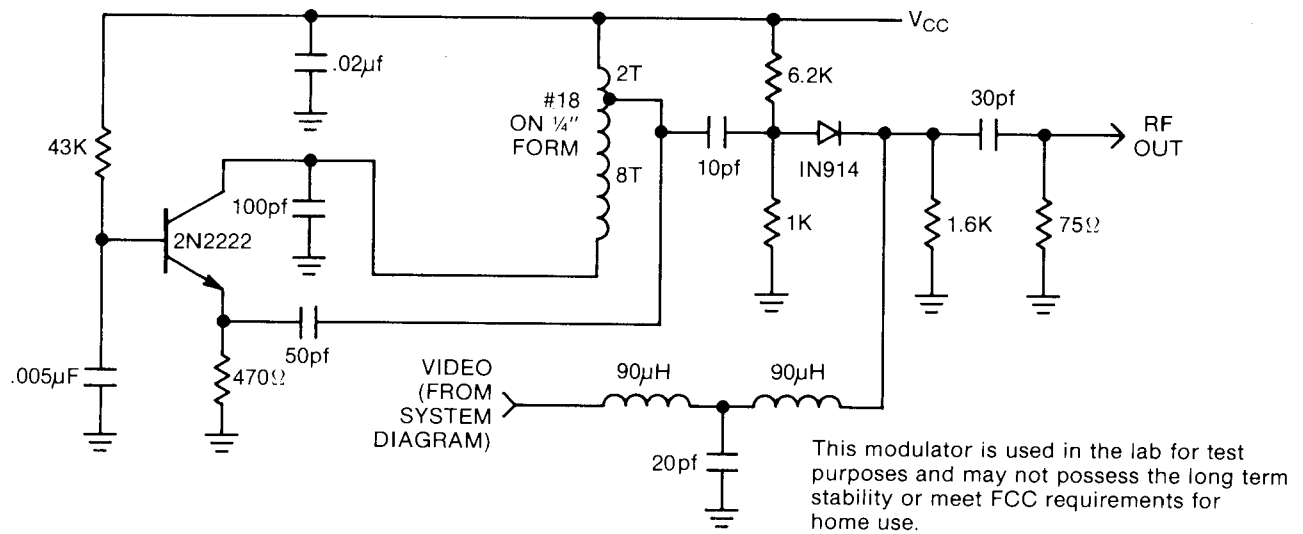 VCC
.02µf
2T
#18
ON ¼"
FORM
8T
6.2K
30pf
RF
OUT
43K
10pf
IN914
100pf
2N2222
1K
1.6K
75Ω
50pf
.005µF
470Ω
VIDEO
(FROM
SYSTEM
DIAGRAM)
90µH
90µH
20pf
This modulator is used in the lab for test
purposes and may not possess the long term
stability or meet FCC requirements for
home use.